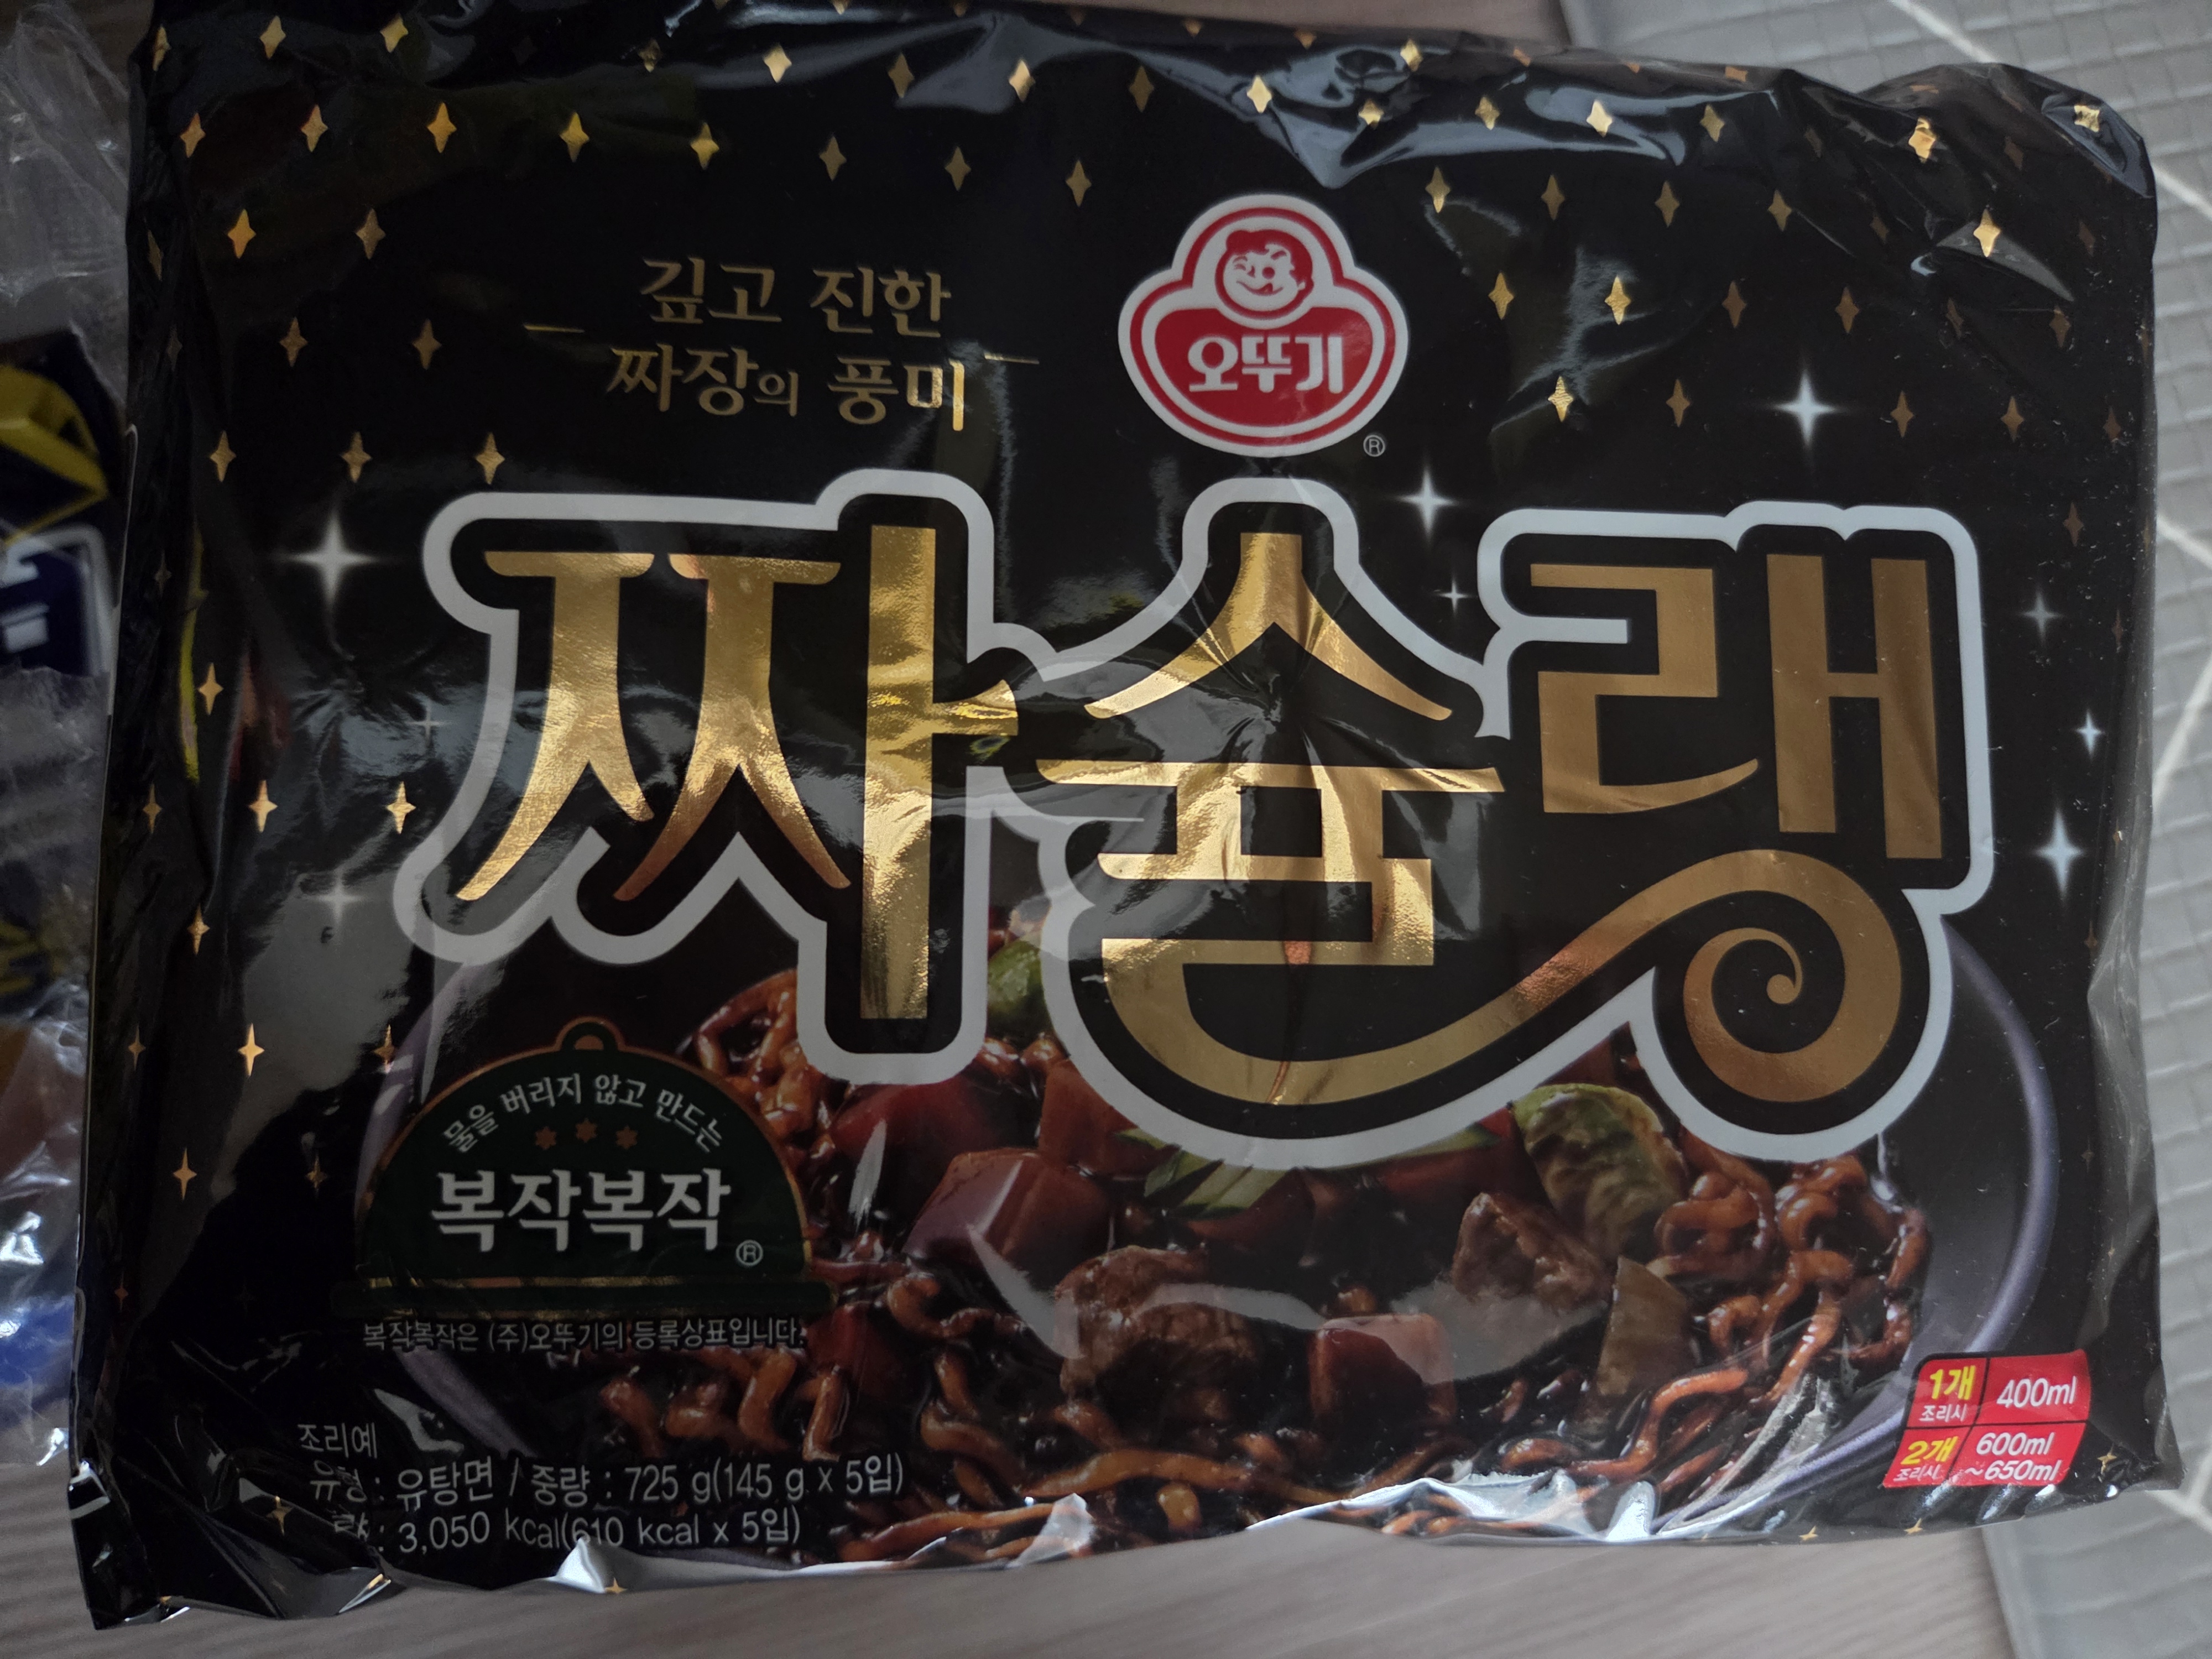 깊고 진한
짜장의 풍미
오뚜기
®
짜슐랭
물을 버리지 않고 만드는
복작복작®
복작복작은 (주)오뚜기의 등록상표입니다.
조리예
유형 : 유탕면 / 중량 : 725 g(145 g x 5입)
량 : 3,050 kcal(610 kcal x 5입)
1개 조리시 400ml
2개 조리시 600ml ~650ml